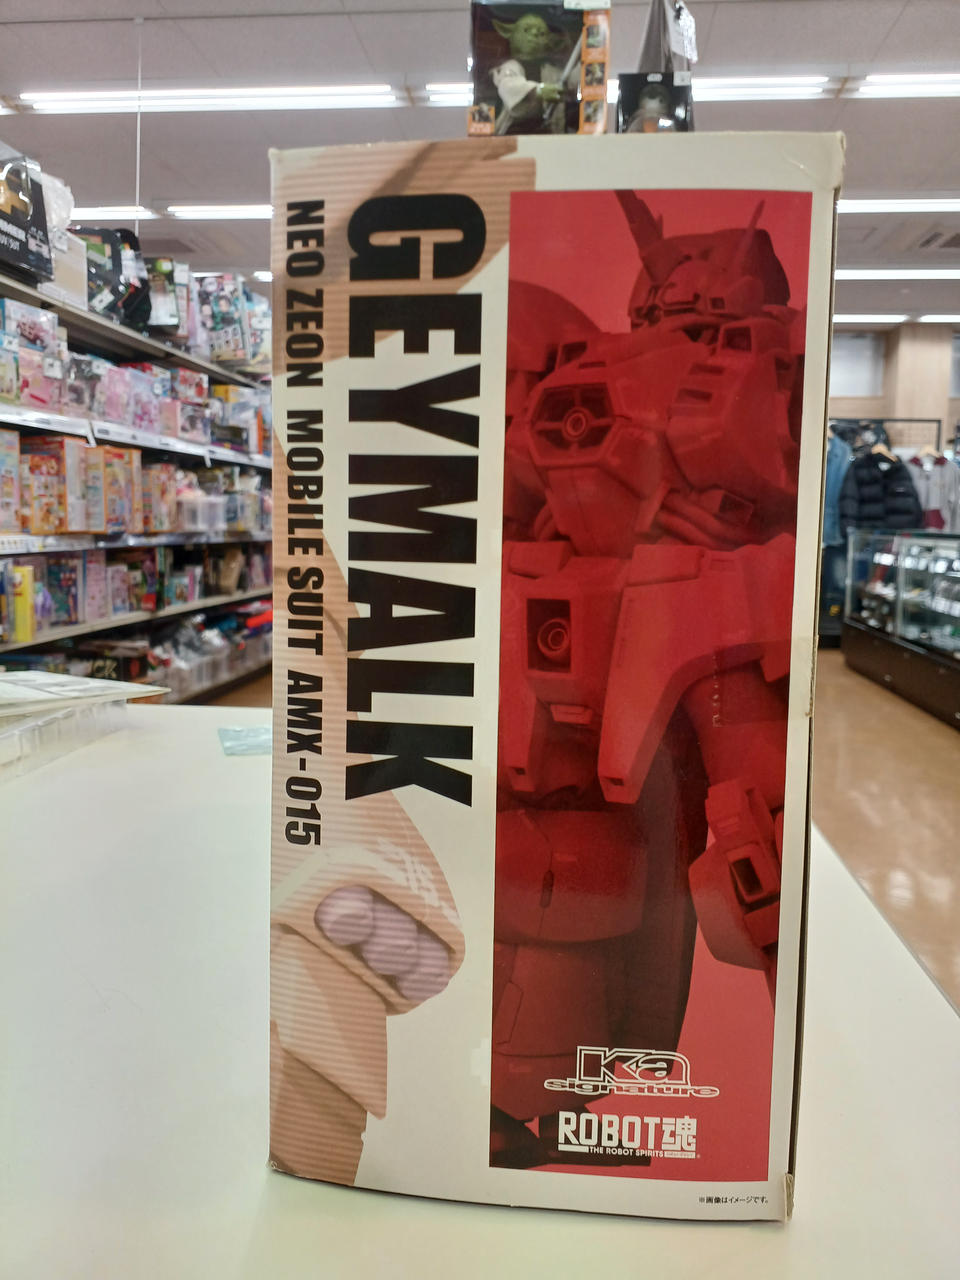 GEYMALK
NEO ZEON MOBILE SUIT AMX-015
Ka
signature
ROBOT魂
THE ROBOT SPIRITS
※画像はイメージです。